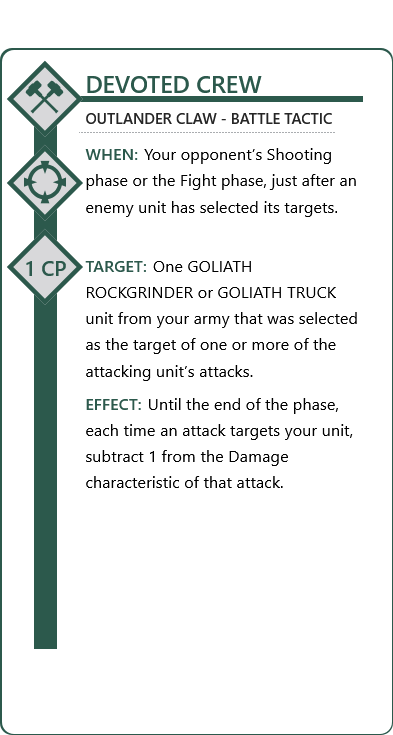 DEVOTED CREW
OUTLANDER CLAW - BATTLE TACTIC
WHEN: Your opponent’s Shooting
phase or the Fight phase, just after an
enemy unit has selected its targets.
1 CP
TARGET: One GOLIATH
ROCKGRINDER or GOLIATH TRUCK
unit from your army that was selected
as the target of one or more of the
attacking unit’s attacks.
EFFECT: Until the end of the phase,
each time an attack targets your unit,
subtract 1 from the Damage
characteristic of that attack.